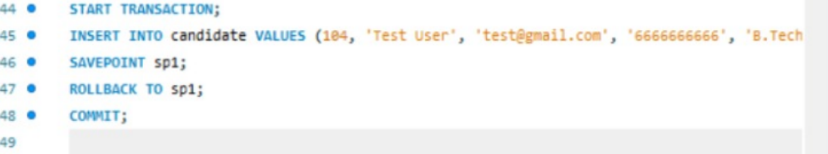 44 START TRANSACTION;
45 INSERT INTO candidate VALUES (104, 'Test User', 'test@gmail.com', '6666666666', 'B.Tech
46 SAVEPOINT sp1;
47 ROLLBACK TO sp1;
48 COMMIT;
49